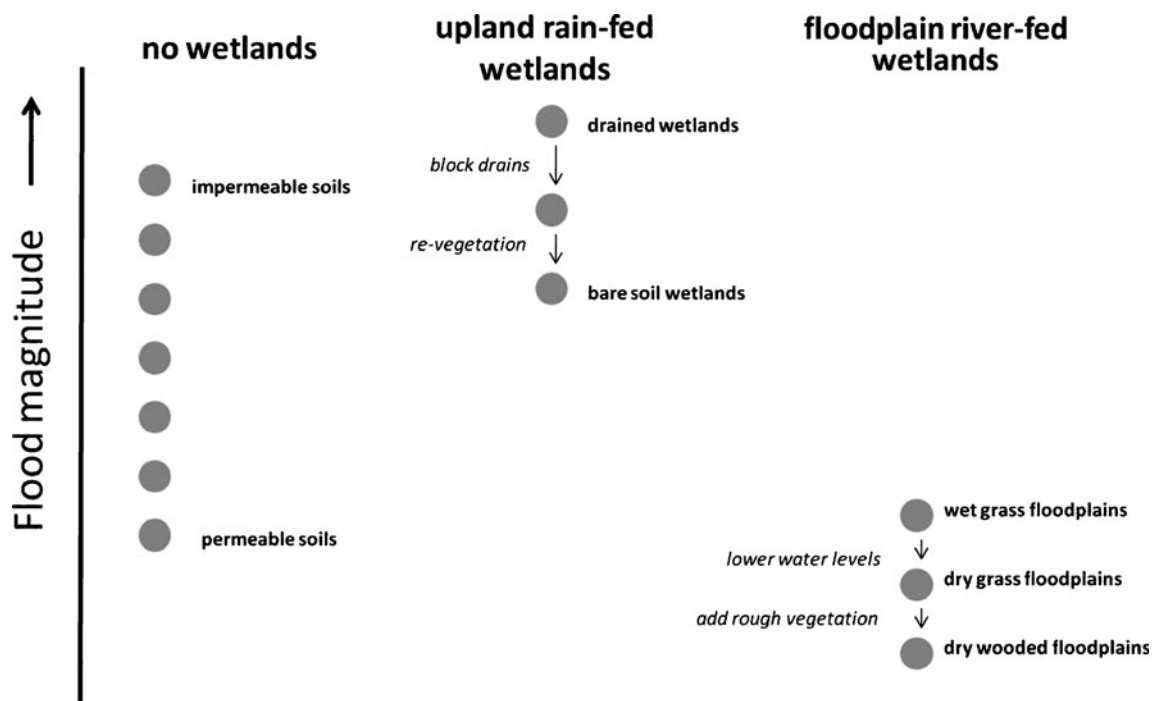 no wetlands
upland rain-fed
wetlands
floodplain river-fed
wetlands
Flood magnitude
impermeable soils
permeable soils
drained wetlands
block drains
re-vegetation
bare soil wetlands
wet grass floodplains
lower water levels
dry grass floodplains
add rough vegetation
dry wooded floodplains